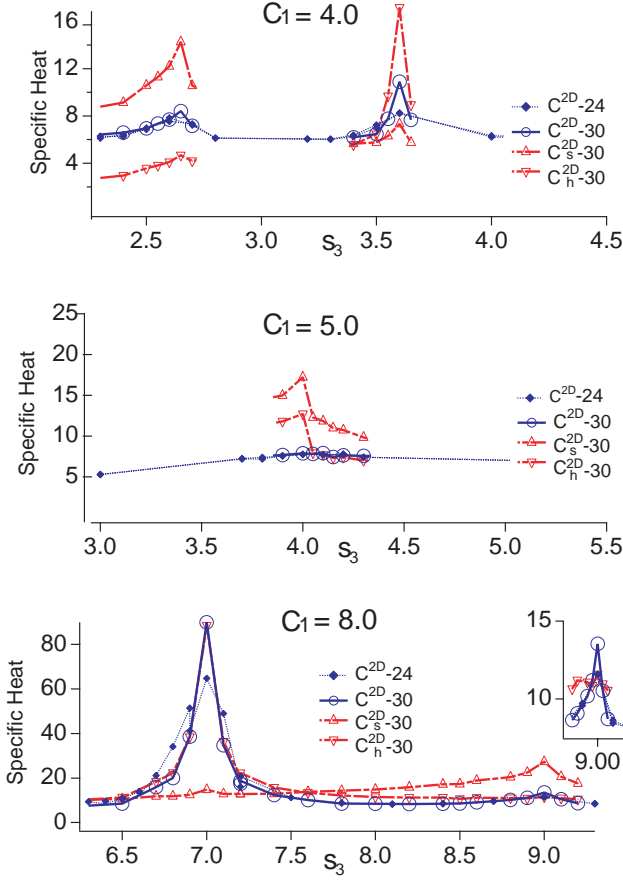 C1 = 4.0
Specific Heat
16
12
8
4
C2D-24
C2D-30
C2Ds-30
C2Dh-30
2.5 3.0 3.5 4.0 4.5
S3
C1 = 5.0
Specific Heat
25
20
15
10
5
C2D-24
C2D-30
C2Ds-30
C2Dh-30
3.0 3.5 4.0 4.5 5.0 5.5
S3
C1 = 8.0
Specific Heat
80
60
40
20
0
C2D-24
C2D-30
C2Ds-30
C2Dh-30
15
10
9.00
6.5 7.0 7.5 8.0 8.5 9.0
S3